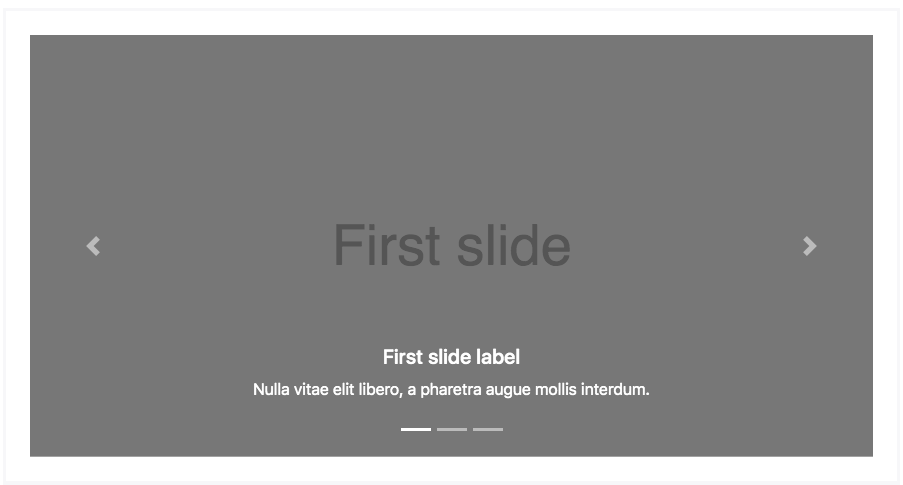 First slide
First slide label
Nulla vitae elit libero, a pharetra augue mollis interdum.